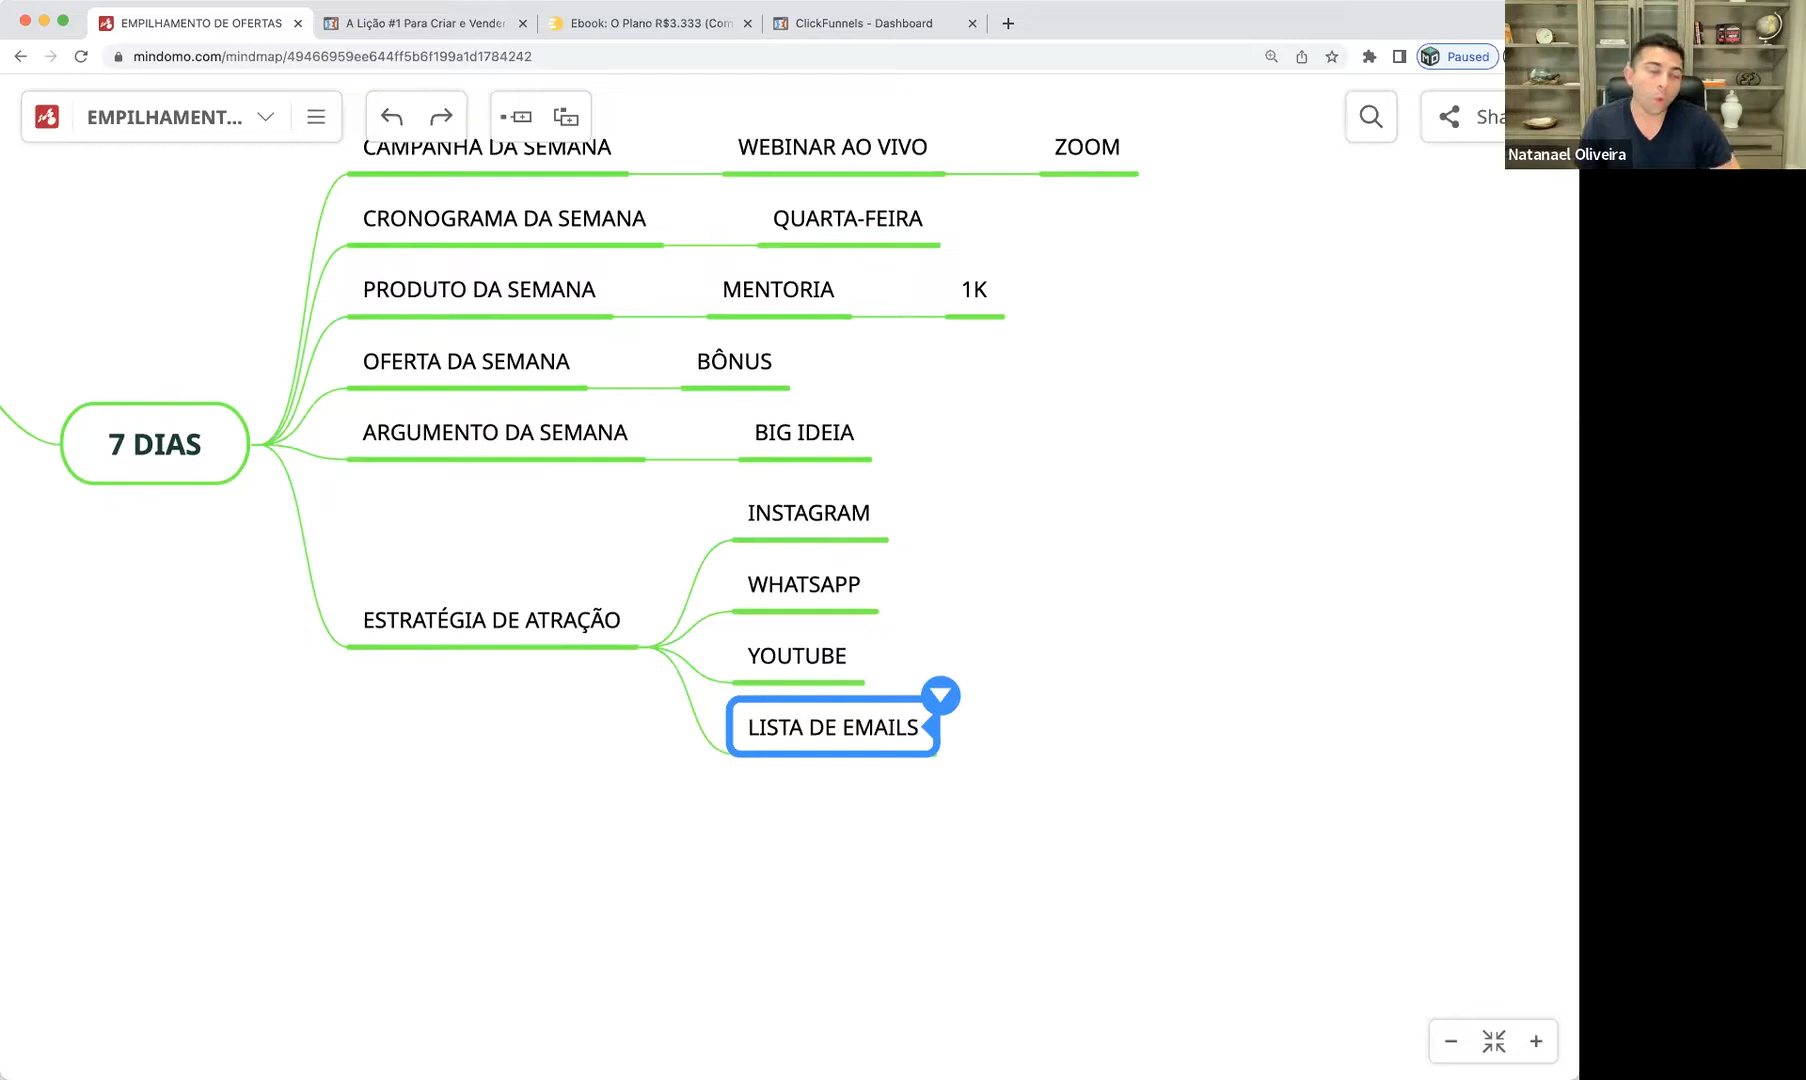 EMPILHAMENTO DE OFERTAS
A Lição #1 Para Criar e Vender
Ebook: O Plano R$3.333 (Com
ClickFunnels - Dashboard
mindomo.com/mindmap/49466959ee644ff5b6f199a1d1784242
Paused
EMPILHAMENT...
Sha
Natanael Oliveira
CAMPANHA DA SEMANA
WEBINAR AO VIVO
ZOOM
CRONOGRAMA DA SEMANA
QUARTA-FEIRA
PRODUTO DA SEMANA
MENTORIA
1K
OFERTA DA SEMANA
BÔNUS
7 DIAS
ARGUMENTO DA SEMANA
BIG IDEIA
ESTRATÉGIA DE ATRAÇÃO
INSTAGRAM
WHATSAPP
YOUTUBE
LISTA DE EMAILS